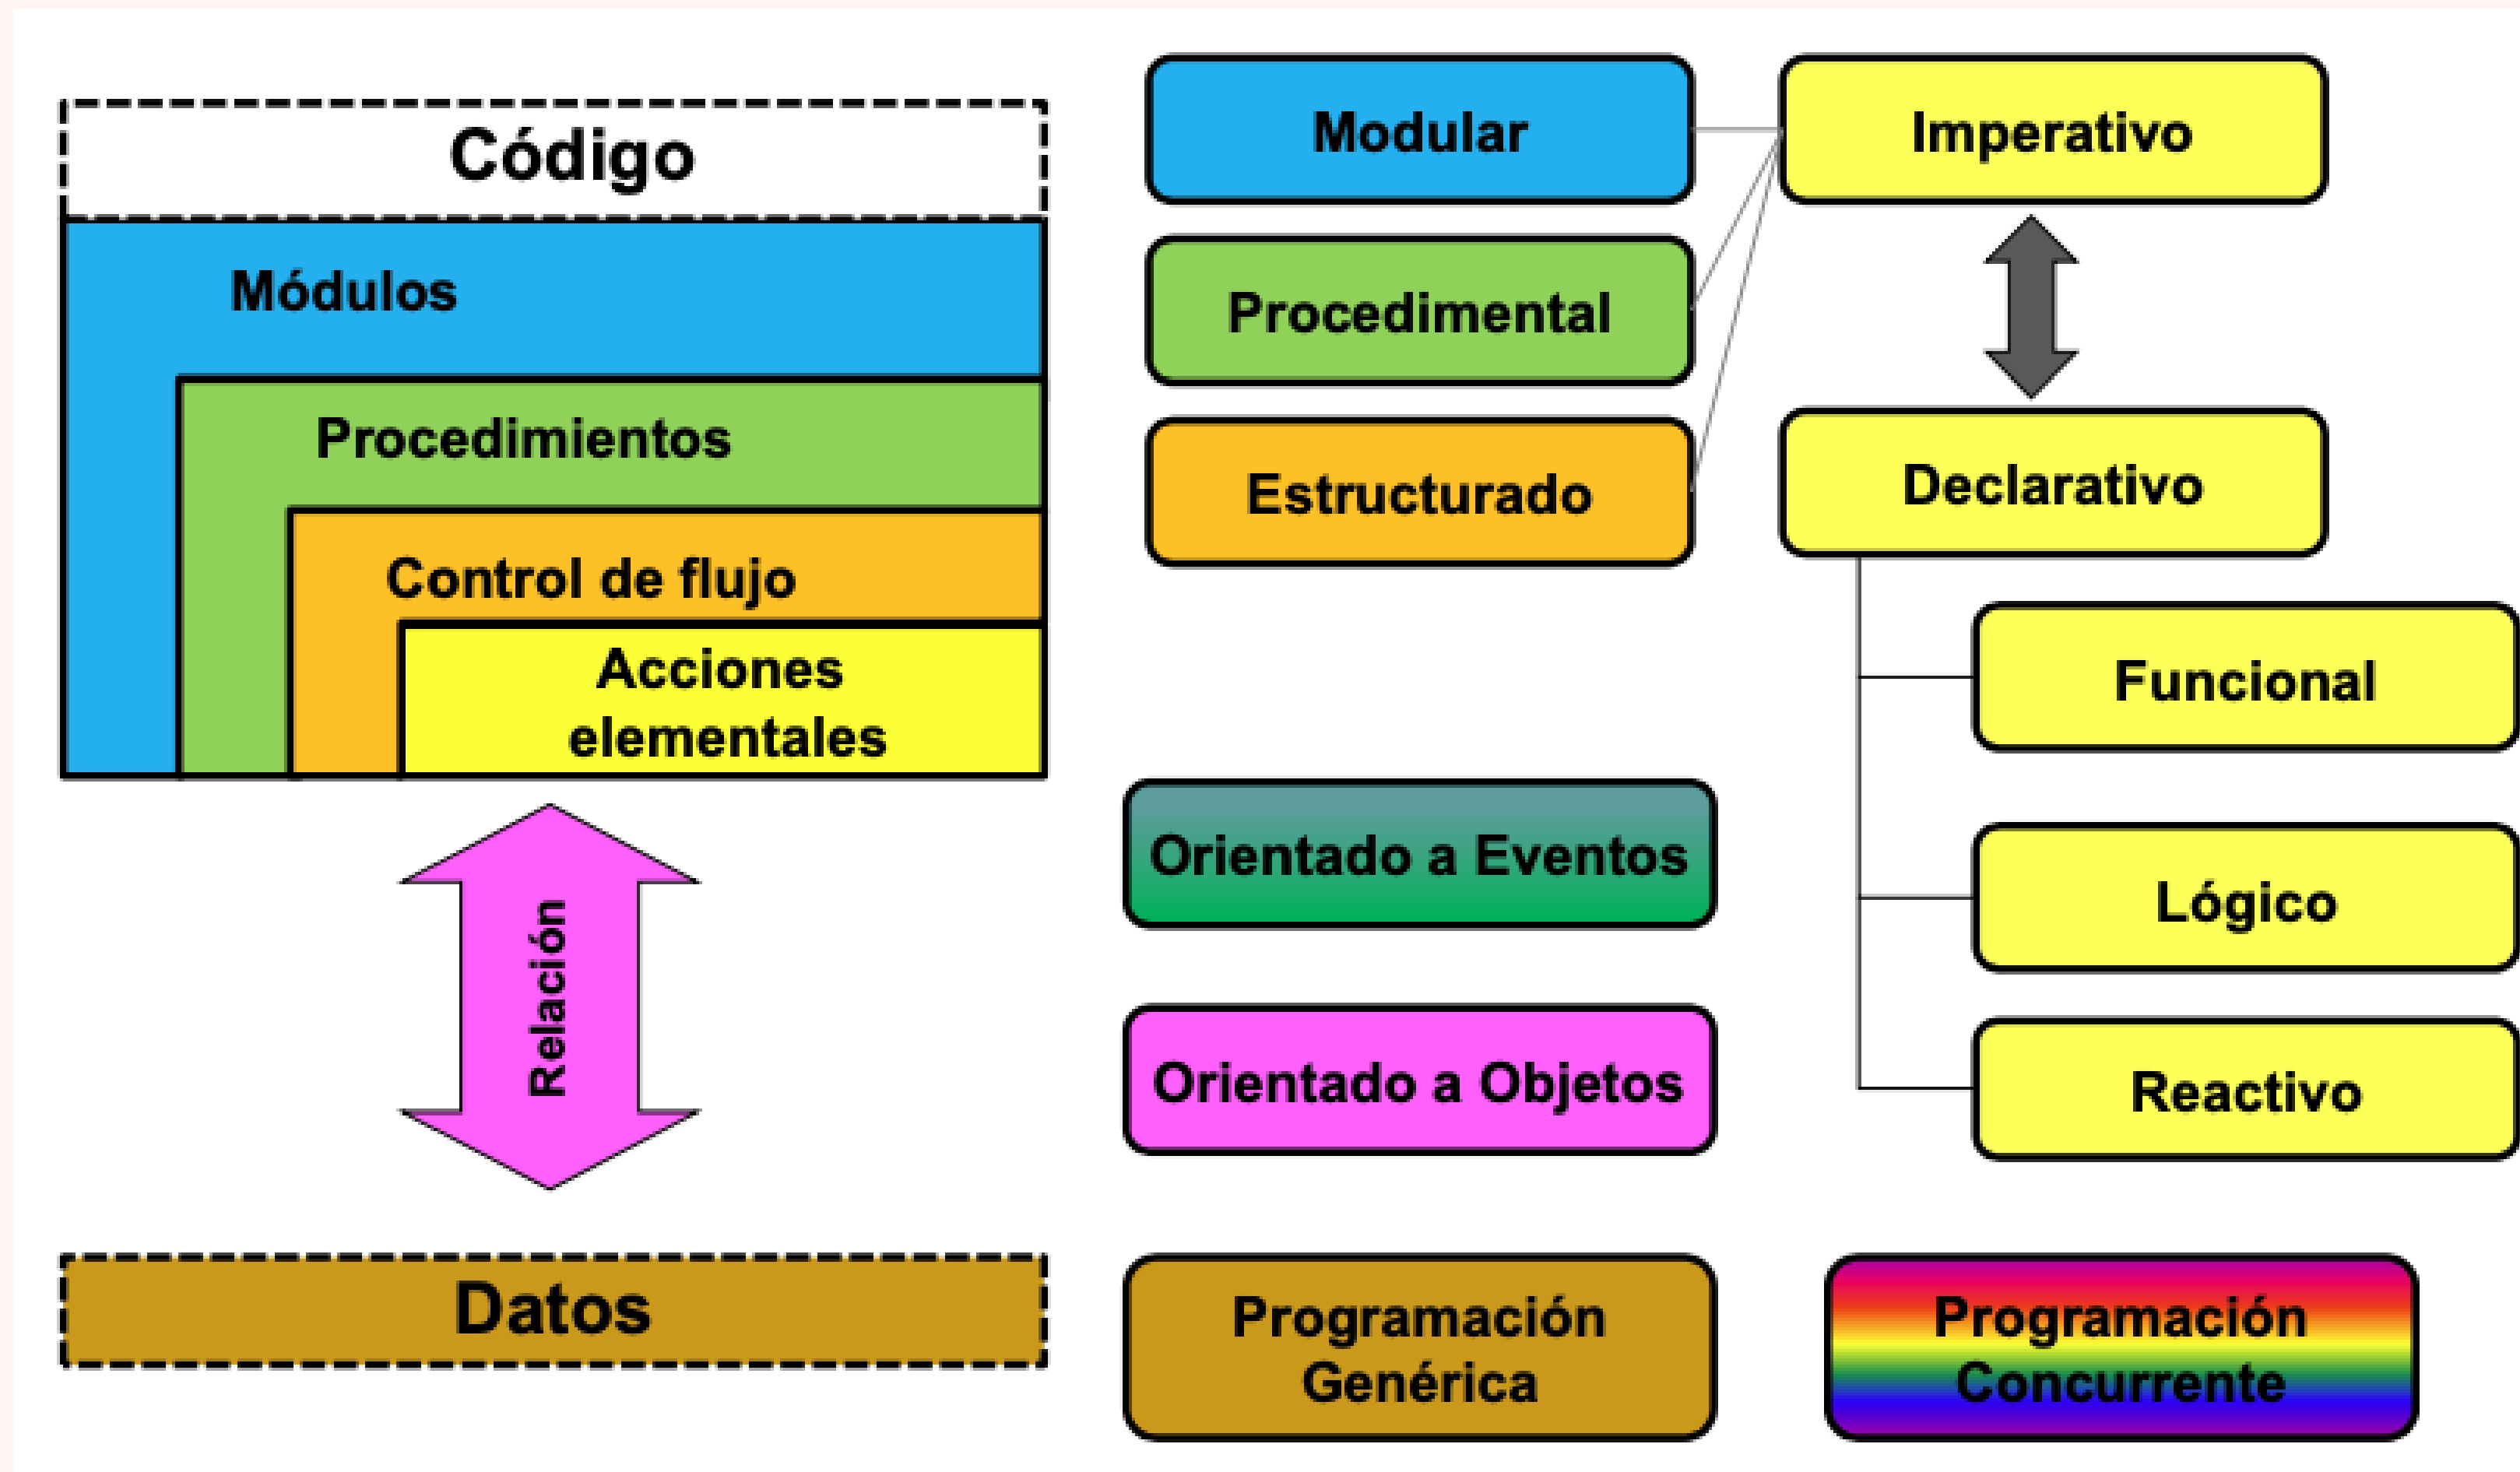 Código
Módulos
Procedimientos
Control de flujo
Acciones
elementales
Relación
Datos
Modular
Procedimental
Estructurado
Orientado a Eventos
Orientado a Objetos
Programación
Genérica
Imperativo
Declarativo
Funcional
Lógico
Reactivo
Programación
Concurrente